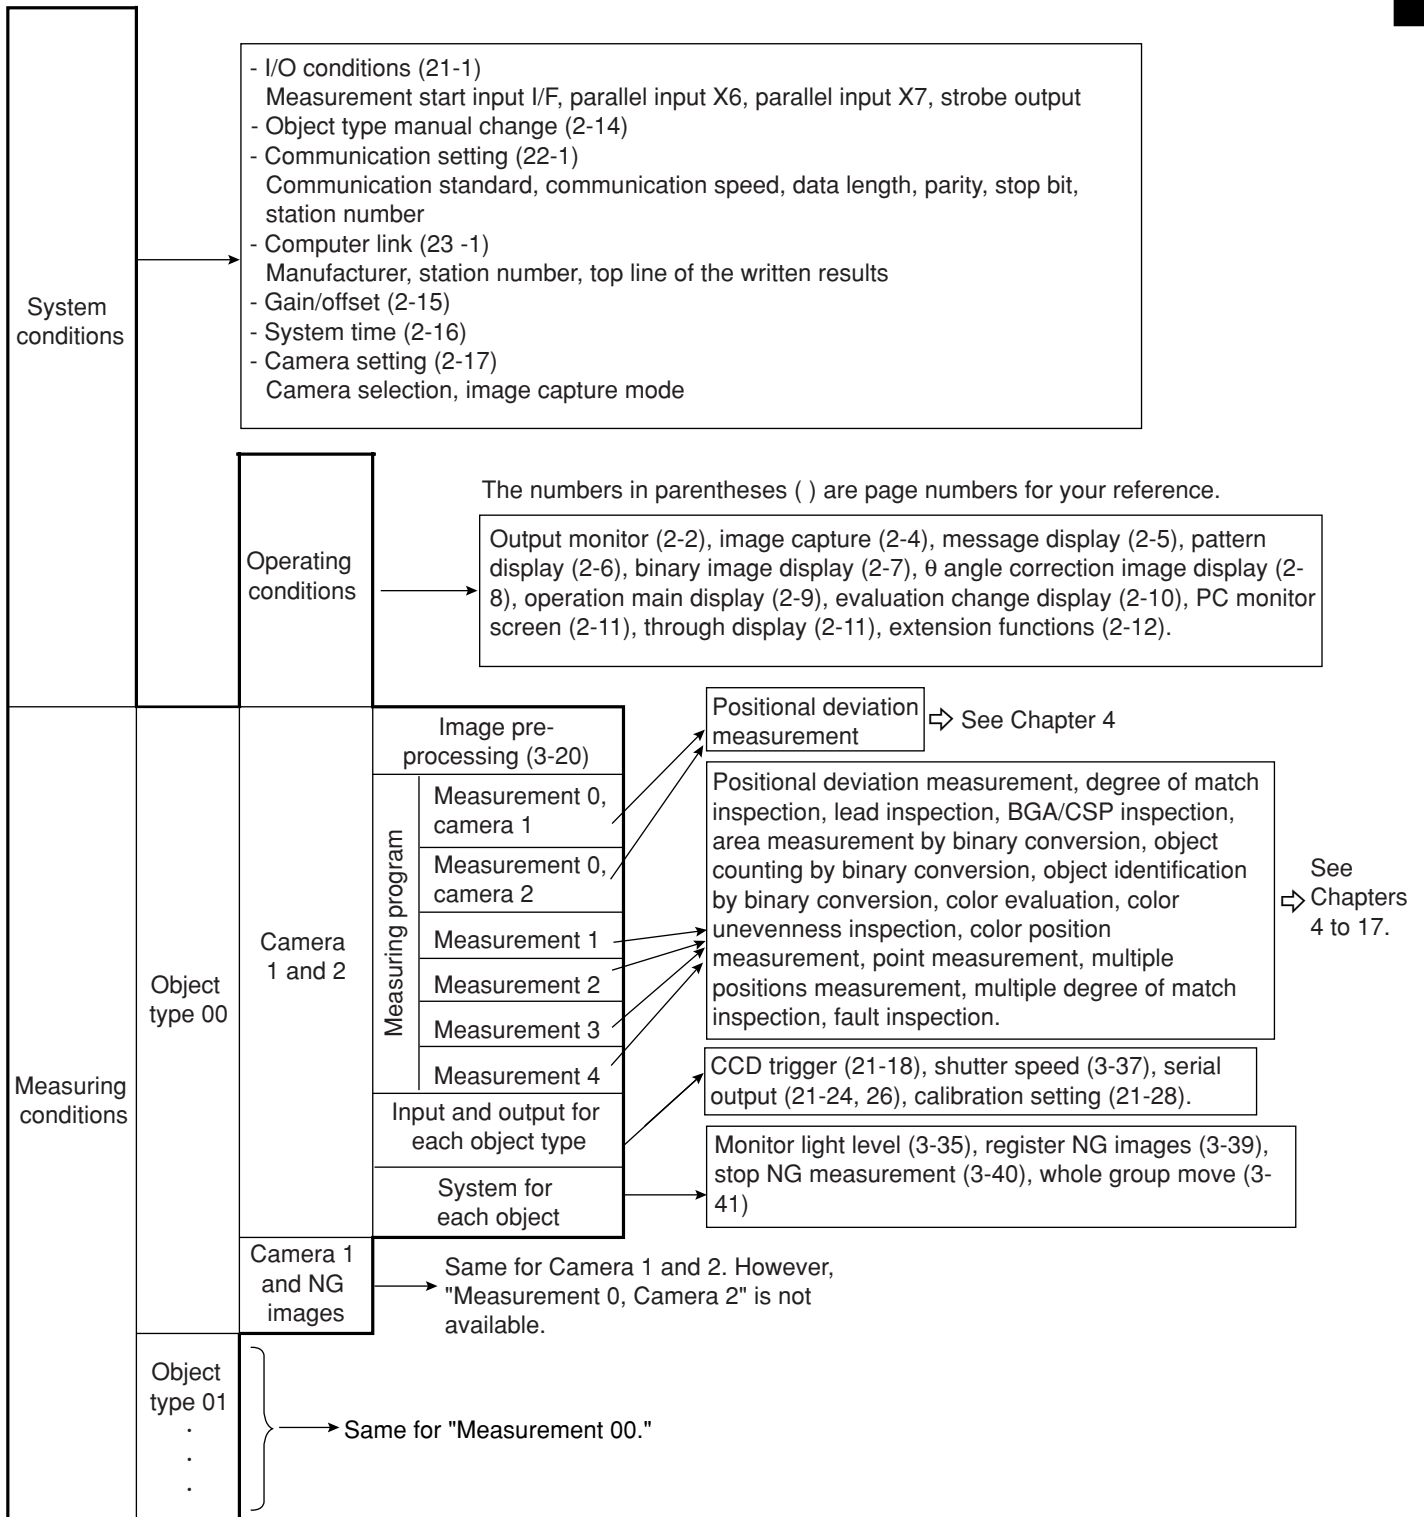 - I/O conditions (21-1)
Measurement start input I/F, parallel input X6, parallel input X7, strobe output
- Object type manual change (2-14)
- Communication setting (22-1)
Communication standard, communication speed, data length, parity, stop bit,
station number
- Computer link (23 -1)
Manufacturer, station number, top line of the written results
- Gain/offset (2-15)
- System time (2-16)
- Camera setting (2-17)
Camera selection, image capture mode
System
conditions
The numbers in parentheses ( ) are page numbers for your reference.
Operating
conditions
Output monitor (2-2), image capture (2-4), message display (2-5), pattern
display (2-6), binary image display (2-7), θ angle correction image display (2-
8), operation main display (2-9), evaluation change display (2-10), PC monitor
screen (2-11), through display (2-11), extension functions (2-12).
Measuring
conditions
Object
type 00
Camera
1 and 2
Image pre-
processing (3-20)
Measuring program
Measurement 0,
camera 1
Measurement 0,
camera 2
Measurement 1
Measurement 2
Measurement 3
Measurement 4
Input and output for
each object type
System for
each object
Positional deviation
measurement
See Chapter 4
Positional deviation measurement, degree of match
inspection, lead inspection, BGA/CSP inspection,
area measurement by binary conversion, object
counting by binary conversion, object identification
by binary conversion, color evaluation, color
unevenness inspection, color position
measurement, point measurement, multiple
positions measurement, multiple degree of match
inspection, fault inspection.
See
Chapters
4 to 17.
CCD trigger (21-18), shutter speed (3-37), serial
output (21-24, 26), calibration setting (21-28).
Monitor light level (3-35), register NG images (3-39),
stop NG measurement (3-40), whole group move (3-
41)
Camera 1
and NG
images
Same for Camera 1 and 2. However,
"Measurement 0, Camera 2" is not
available.
Object
type 01
.
.
.
Same for "Measurement 00."